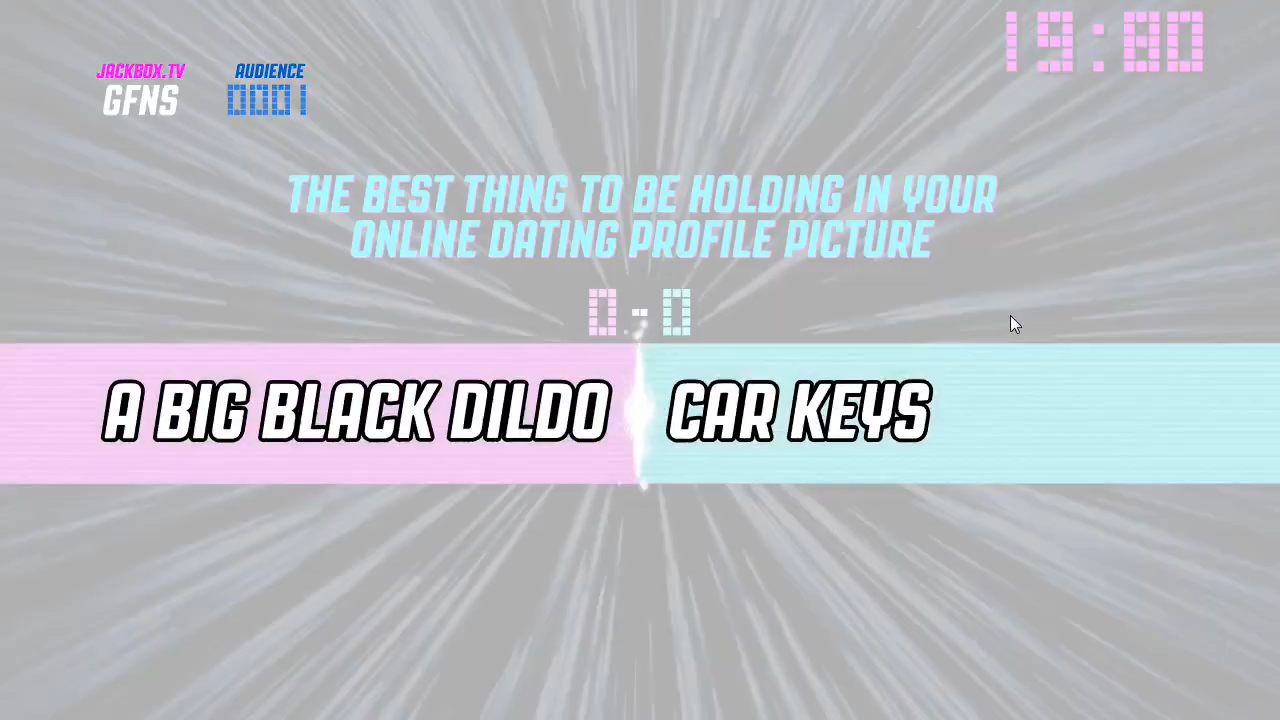 19:80
JACKBOX.TV AUDIENCE
GFNS 0001
THE BEST THING TO BE HOLDING IN YOUR
ONLINE DATING PROFILE PICTURE
0-0
A BIG BLACK DILDO CAR KEYS